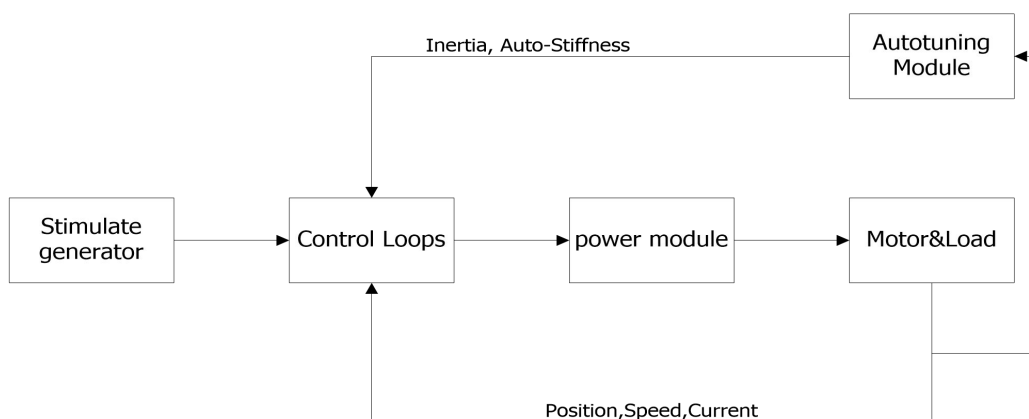 Inertia, Auto-Stiffness
Autotuning
Module
Stimulate
generator
Control Loops
power module
Motor&Load
Position,Speed,Current